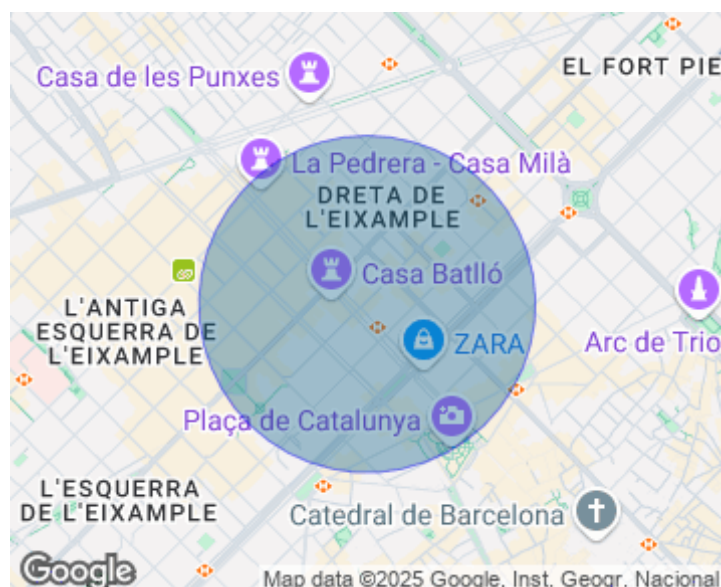 Casa de les Punxes
EL FORT PIE
La Pedrera - Casa Milà
DRETA DE
L'EIXAMPLE
Casa Batlló
L'ANTIGA
ESQUERRA DE
L'EIXAMPLE
ZARA
Arc de Trio
Plaça de Catalunya
L'ESQUERRA
DE L'EIXAMPLE
Catedral de Barcelona
Google
Map data ©2025 Google, Inst. Geogr. Nacional